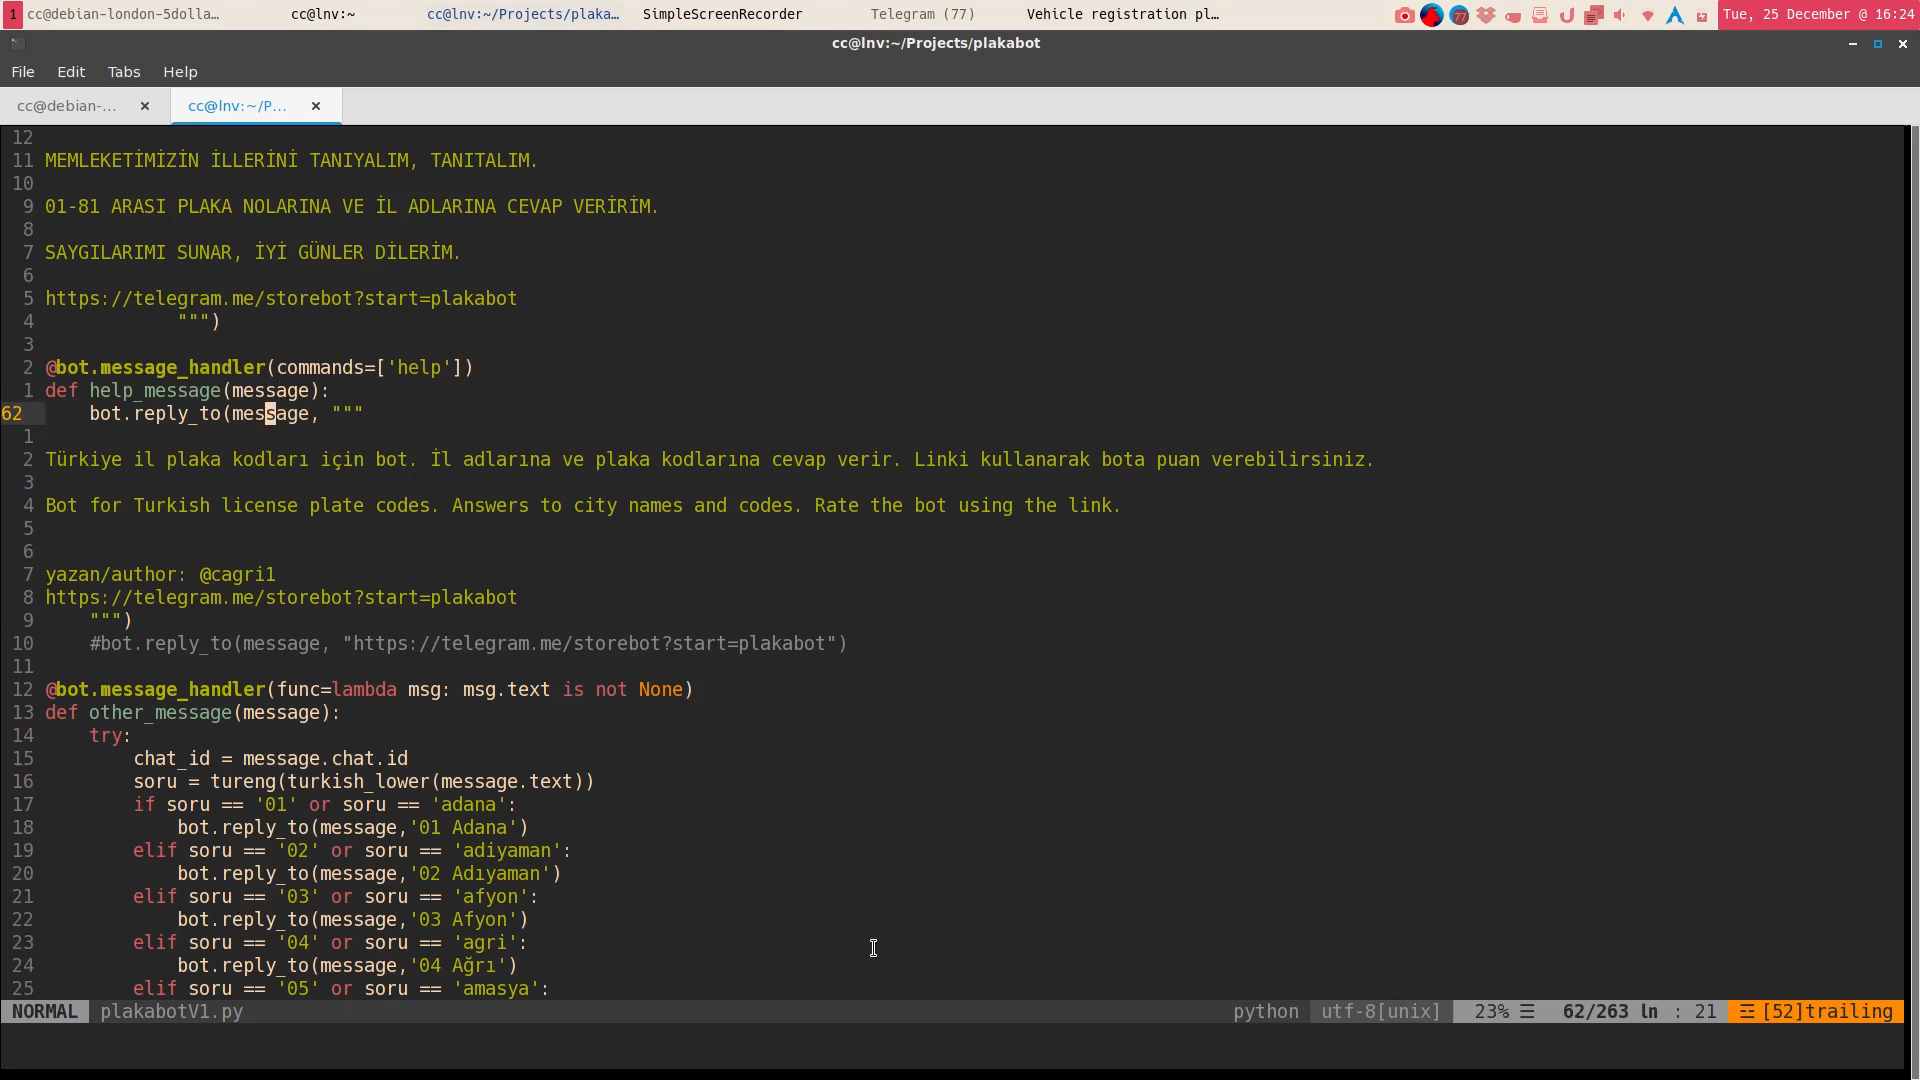 1 cc@debian-london-5dolla… cc@lnv:~ cc@lnv:~/Projects/plaka… SimpleScreenRecorder Telegram (77) Vehicle registration pl… 77 Tue, 25 December @ 16:24
cc@lnv:~/Projects/plakabot
File Edit Tabs Help
cc@debian-… cc@lnv:~/P…
12
11 MEMLEKETİMİZİN İLLERİNİ TANIYALIM, TANITALIM.
10
9 01-81 ARASI PLAKA NOLARINA VE İL ADLARINA CEVAP VERİRİM.
8
7 SAYGILARIMI SUNAR, İYİ GÜNLER DİLERİM.
6
5 https://telegram.me/storebot?start=plakabot
4             """)
3
2 @bot.message_handler(commands=['help'])
1 def help_message(message):
62     bot.reply_to(message, """
1
2 Türkiye il plaka kodları için bot. İl adlarına ve plaka kodlarına cevap verir. Linki kullanarak bota puan verebilirsiniz.
3
4 Bot for Turkish license plate codes. Answers to city names and codes. Rate the bot using the link.
5
6
7 yazan/author: @cagri1
8 https://telegram.me/storebot?start=plakabot
9     """)
10     #bot.reply_to(message, "https://telegram.me/storebot?start=plakabot")
11
12 @bot.message_handler(func=lambda msg: msg.text is not None)
13 def other_message(message):
14     try:
15         chat_id = message.chat.id
16         soru = tureng(turkish_lower(message.text))
17         if soru == '01' or soru == 'adana':
18             bot.reply_to(message,'01 Adana')
19         elif soru == '02' or soru == 'adiyaman':
20             bot.reply_to(message,'02 Adıyaman')
21         elif soru == '03' or soru == 'afyon':
22             bot.reply_to(message,'03 Afyon')
23         elif soru == '04' or soru == 'agri':
24             bot.reply_to(message,'04 Ağrı')
25         elif soru == '05' or soru == 'amasya':
NORMAL plakabotV1.py python utf-8[unix] 23% ☰ 62/263 ln : 21 ☲ [52]trailing